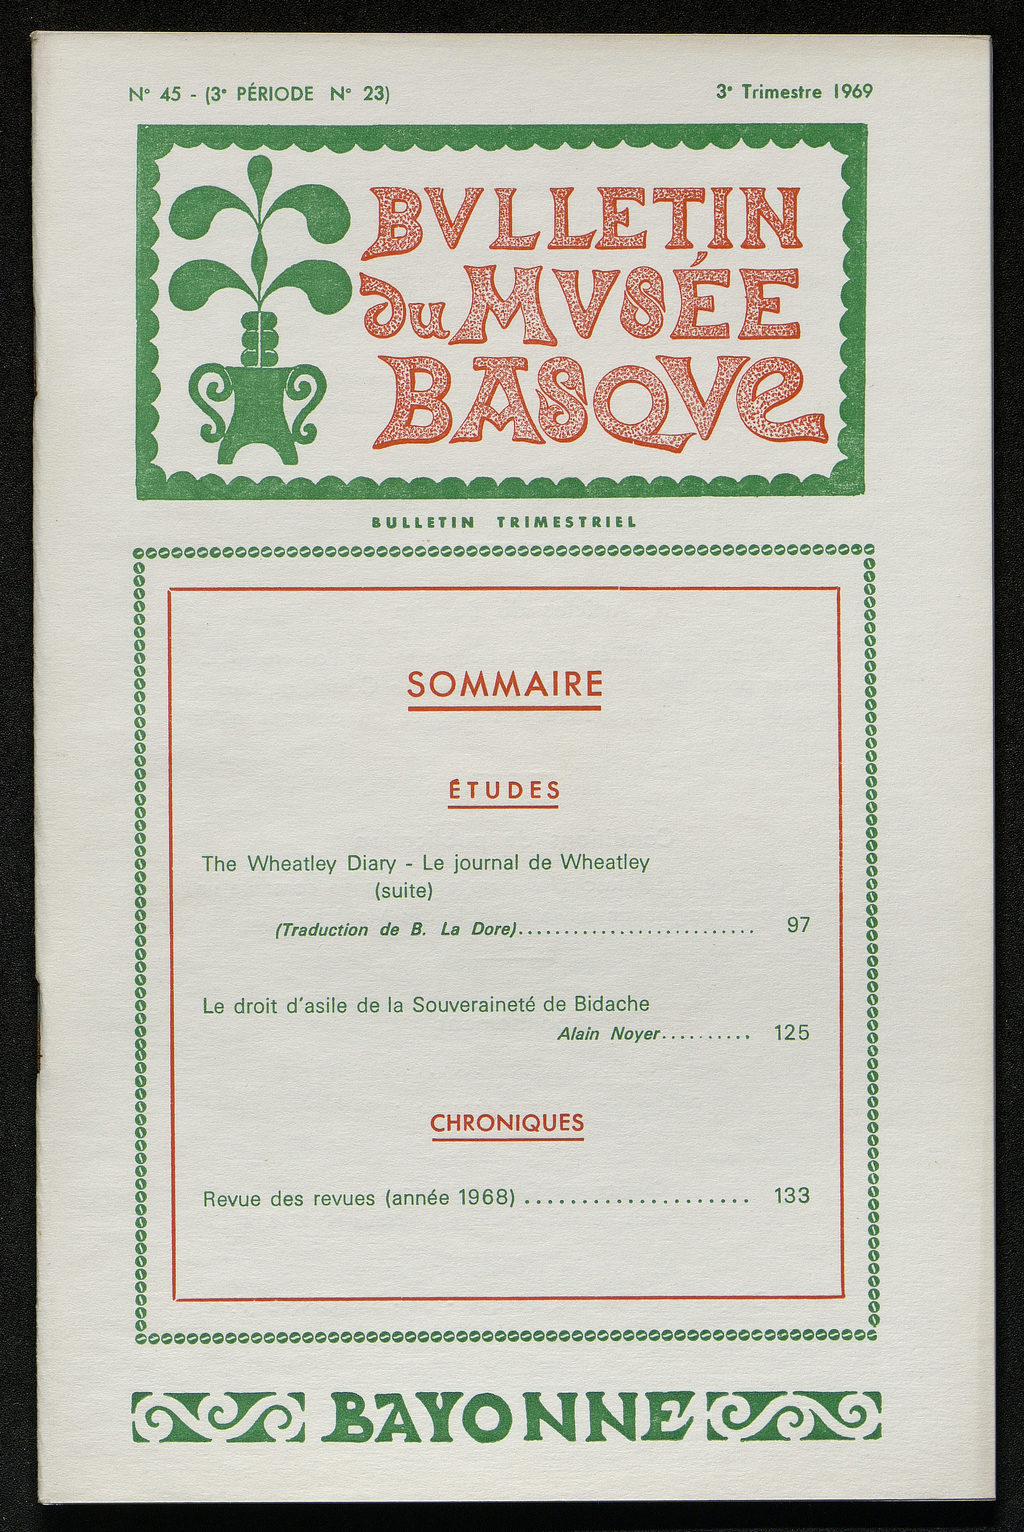 N° 45 - (3ᵉ PÉRIODE N° 23)
3ᵉ Trimestre 1969
BVLLETIN
du MVSÉE
BASQVe
BULLETIN TRIMESTRIEL
SOMMAIRE
ÉTUDES
The Wheatley Diary - Le journal de Wheatley
(suite)
(Traduction de B. La Dore).......................... 97
Le droit d'asile de la Souveraineté de Bidache
Alain Noyer.......... 125
CHRONIQUES
Revue des revues (année 1968) .................... 133
BAYONNE